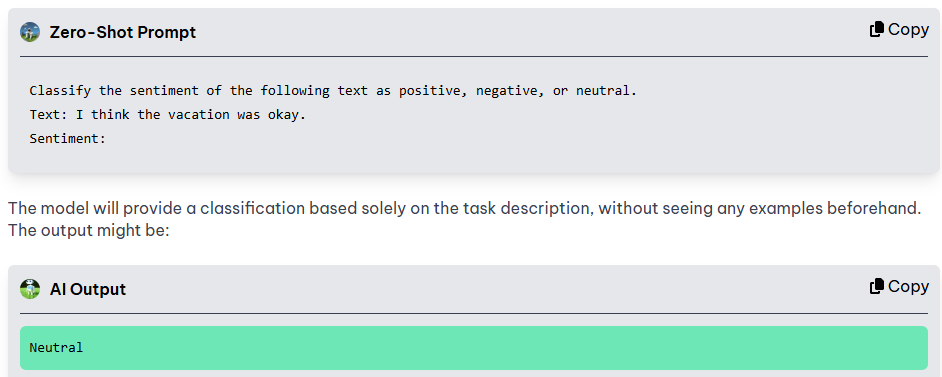 Zero-Shot Prompt
Copy
Classify the sentiment of the following text as positive, negative, or neutral.
Text: I think the vacation was okay.
Sentiment:
The model will provide a classification based solely on the task description, without seeing any examples beforehand.
The output might be:
AI Output
Copy
Neutral